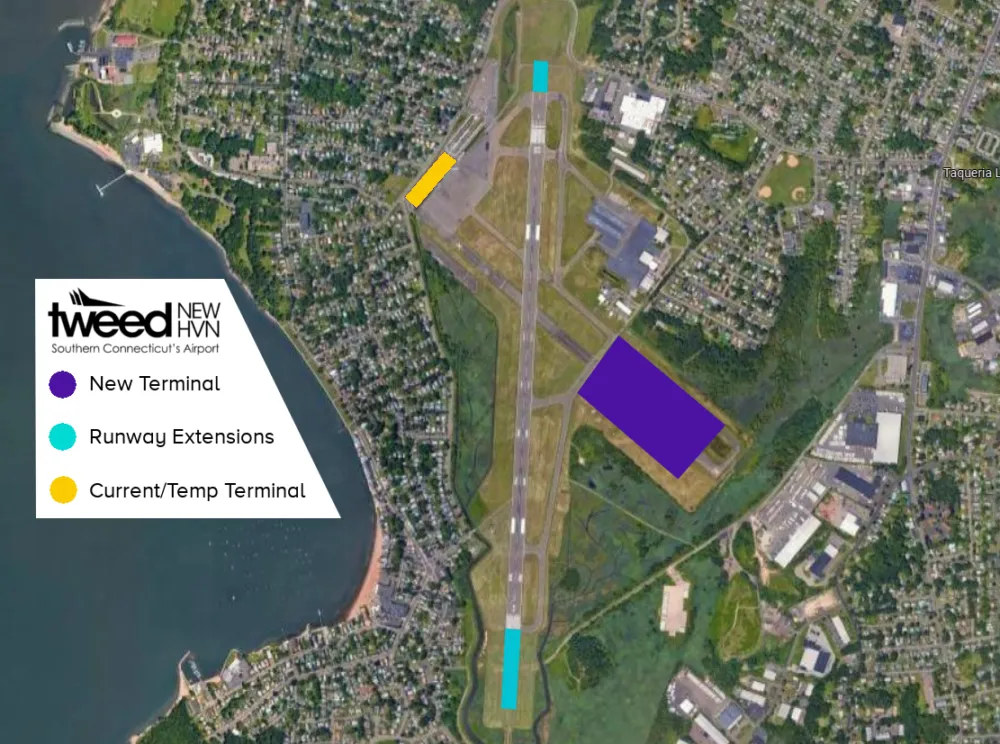 tweed NEW
HVN
Southern Connecticut's Airport
New Terminal
Runway Extensions
Current/Temp Terminal
Taqueria L